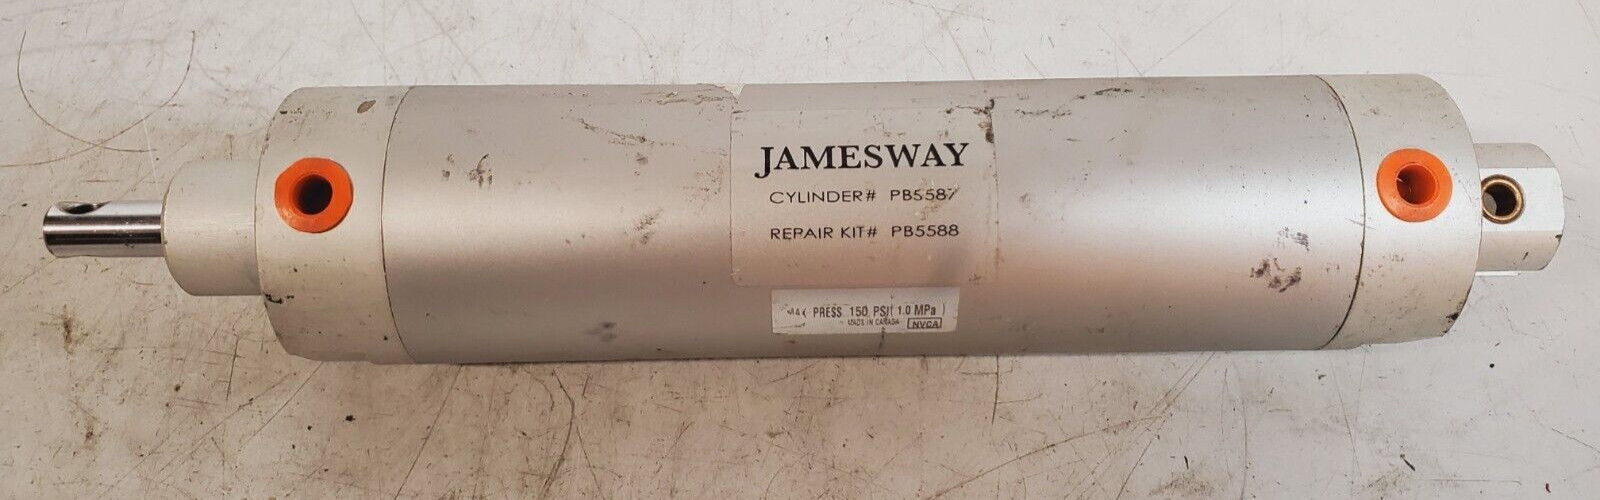 JAMESWAY
CYLINDER# PB5587
REPAIR KIT# PB5588
MAX PRESS. 150 PSI( 1.0 MPa )
MADE IN CANADA NVCA